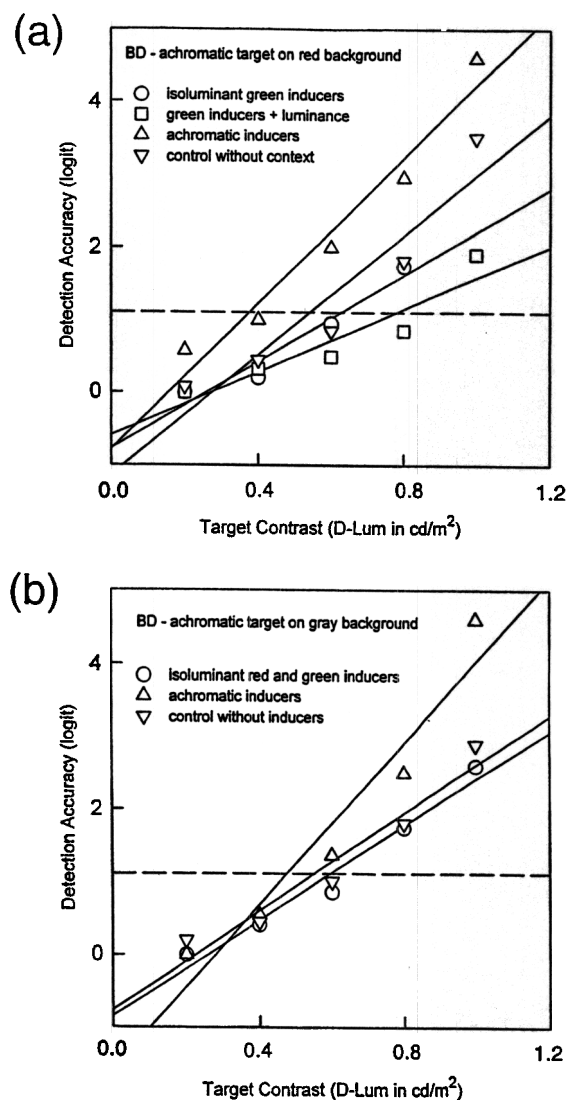 (a)
BD - achromatic target on red background
isoluminant green inducers
green inducers + luminance
achromatic inducers
control without context
4
2
0
Detection Accuracy (logit)
0.0 0.4 0.8 1.2
Target Contrast (D-Lum in cd/m²)
(b)
BD - achromatic target on gray background
isoluminant red and green inducers
achromatic inducers
control without inducers
4
2
0
Detection Accuracy (logit)
0.0 0.4 0.8 1.2
Target Contrast (D-Lum in cd/m²)